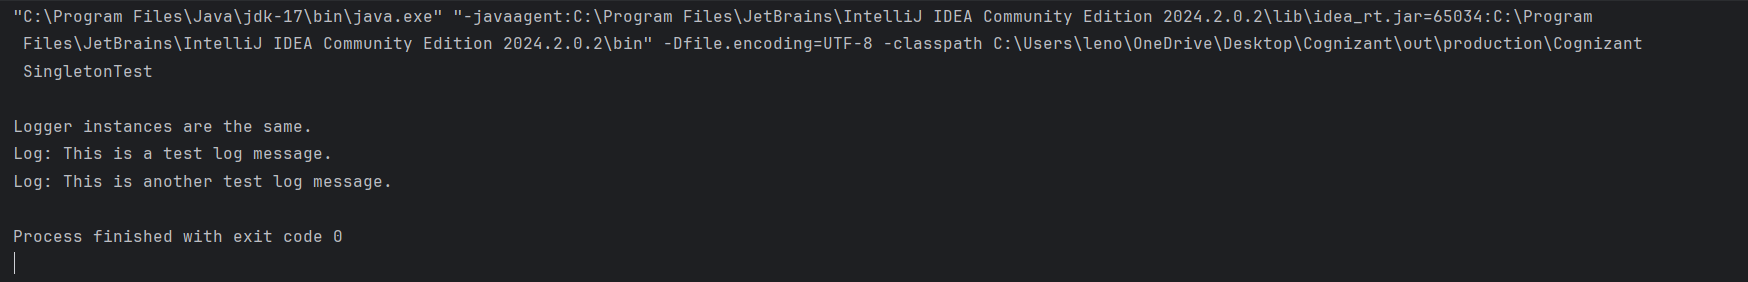 "C:\Program Files\Java\jdk-17\bin\java.exe" "-javaagent:C:\Program Files\JetBrains\IntelliJ IDEA Community Edition 2024.2.0.2\lib\idea_rt.jar=65034:C:\Program
Files\JetBrains\IntelliJ IDEA Community Edition 2024.2.0.2\bin" -Dfile.encoding=UTF-8 -classpath C:\Users\leno\OneDrive\Desktop\Cognizant\out\production\Cognizant
SingletonTest
Logger instances are the same.
Log: This is a test log message.
Log: This is another test log message.
Process finished with exit code 0